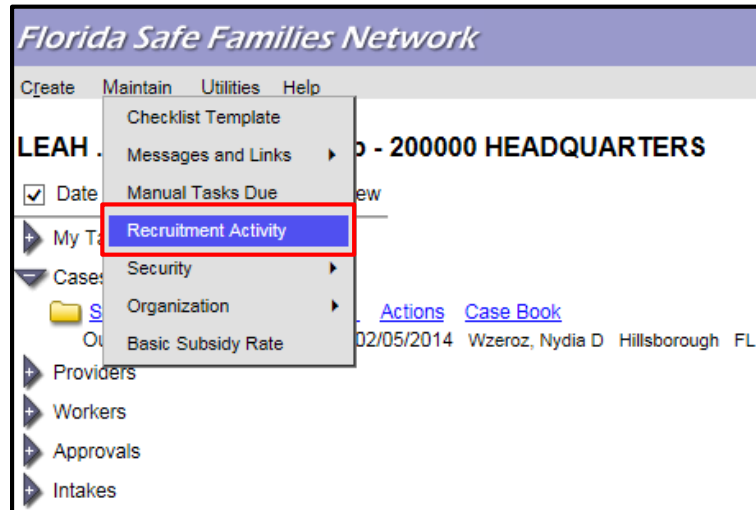 Florida Safe Families Network
Create Maintain Utilities Help
Checklist Template
LEAH - 200000 HEADQUARTERS
Messages and Links
Date
Manual Tasks Due
My
Recruitment Activity
Cases
Security
Organization
Actions Case Book
Basic Subsidy Rate
02/05/2014 Wzeroz, Nydia D Hillsborough FL
Providers
Workers
Approvals
Intakes